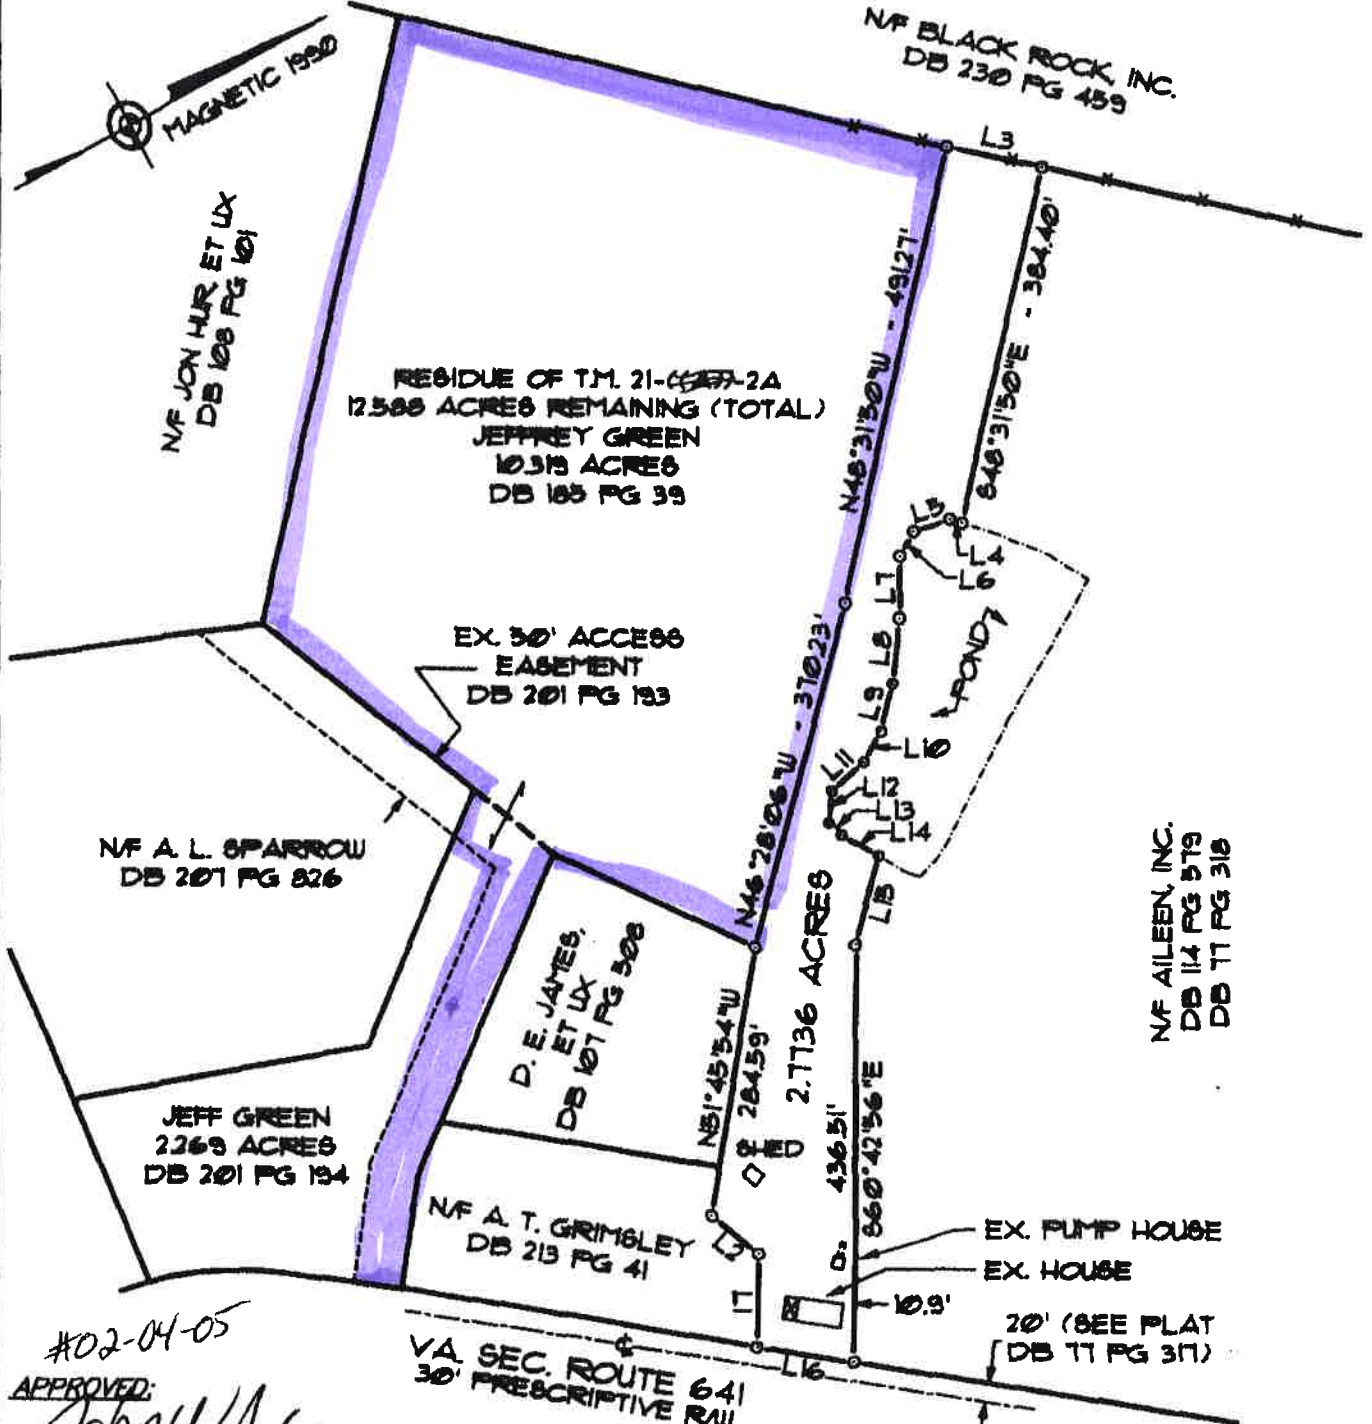 N/F BLACK ROCK, INC.
DB 230 PG 459
MAGNETIC 1990
L3
N/F JON HUR ET UX
DB 108 PG 101
N48°31'50"W - 491.27'
S48°31'50"E - 384.40'
RESIDUE OF T.M. 21-2A
12.588 ACRES REMAINING (TOTAL)
JEFFREY GREEN
10.319 ACRES
DB 185 PG 39
L5
L4
L6
L7
L8
POND
EX. 30' ACCESS
EASEMENT
DB 201 PG 193
N46°28'06"W - 370.23'
L9
L10
L11
L12
L13
L14
N/F A. L. SPARROW
DB 207 PG 826
L15
2.7736 ACRES
N/F AILEEN, INC.
DB 114 PG 579
DB 77 PG 318
D. E. JAMES,
ET UX
DB 107 PG 508
N51°45'54"W
284.59'
SHED
436.51'
S60°42'36"E
JEFF GREEN
2.269 ACRES
DB 201 PG 194
N/F A. T. GRIMSLEY
DB 213 PG 41
L2
EX. PUMP HOUSE
EX. HOUSE
10.9'
20' (SEE PLAT
DB 77 PG 317)
L16
VA. SEC. ROUTE 641
30' PRESCRIPTIVE R/W
#02-04-05
APPROVED: